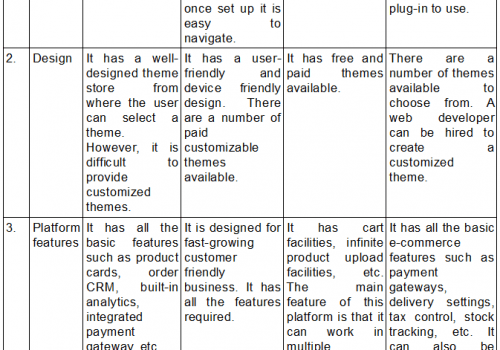 once set up it is
easy to
navigate.
plug-in to use.
2.
Design
It has a well-
designed theme
store from
where the user
can select a
theme.
However, it is
difficult to
provide
customized
themes.
It has a user-
friendly and
device friendly
design. There
are a number of
paid
customizable
themes
available.
It has free and
paid themes
available.
There are a
number of themes
available to
choose from. A
web developer
can be hired to
create a
customized
theme.
3.
Platform
features
It has all the
basic features
such as product
cards, order
CRM, built-in
analytics,
integrated
payment
gateway, etc
It is designed for
fast-growing
customer
friendly
business. It has
all the features
required.
It has cart
facilities, infinite
product upload
facilities, etc.
The main
feature of this
platform is that it
can work in
multiple
It has all the basic
e-commerce
features such as
payment
gateways,
delivery settings,
tax control, stock
tracking, etc. It
can also be